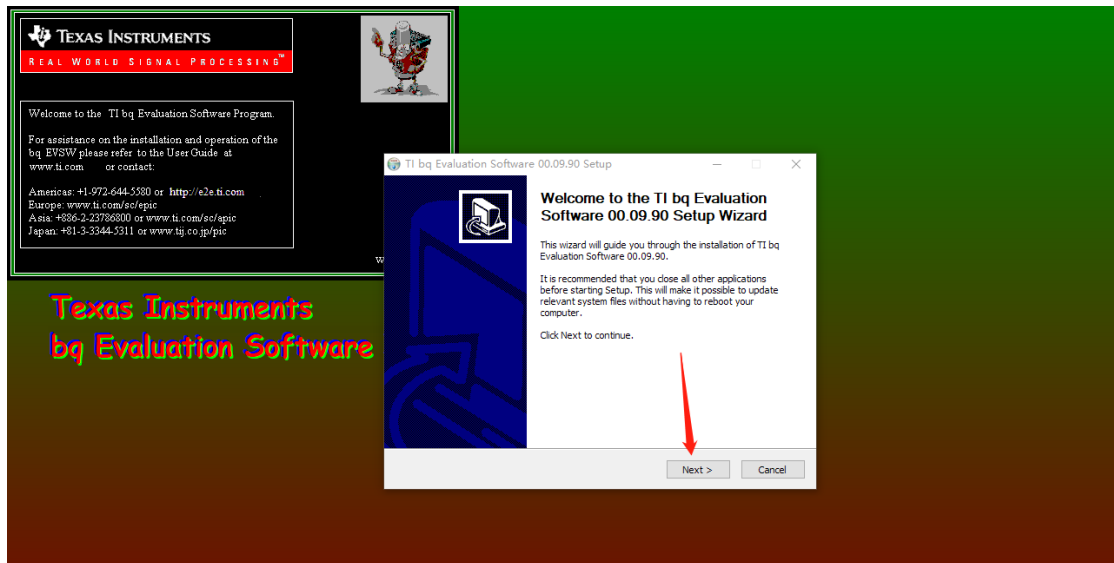 TEXAS INSTRUMENTS
REAL WORLD SIGNAL PROCESSING™
Welcome to the TI bq Evaluation Software Program.
For assistance on the installation and operation of the
bq EVSW please refer to the User Guide at
www.ti.com or contact:
Americas: +1-972-644-5580 or http://e2e.ti.com
Europe: www.ti.com/sc/epic
Asia: +886-2-23786800 or www.ti.com/sc/apic
Japan: +81-3-3344-5311 or www.tij.co.jp/pic
Texas Instruments
bq Evaluation Software
TI bq Evaluation Software 00.09.90 Setup
Welcome to the TI bq Evaluation
Software 00.09.90 Setup Wizard
This wizard will guide you through the installation of TI bq
Evaluation Software 00.09.90.
It is recommended that you close all other applications
before starting Setup. This will make it possible to update
relevant system files without having to reboot your
computer.
Click Next to continue.
Next >
Cancel